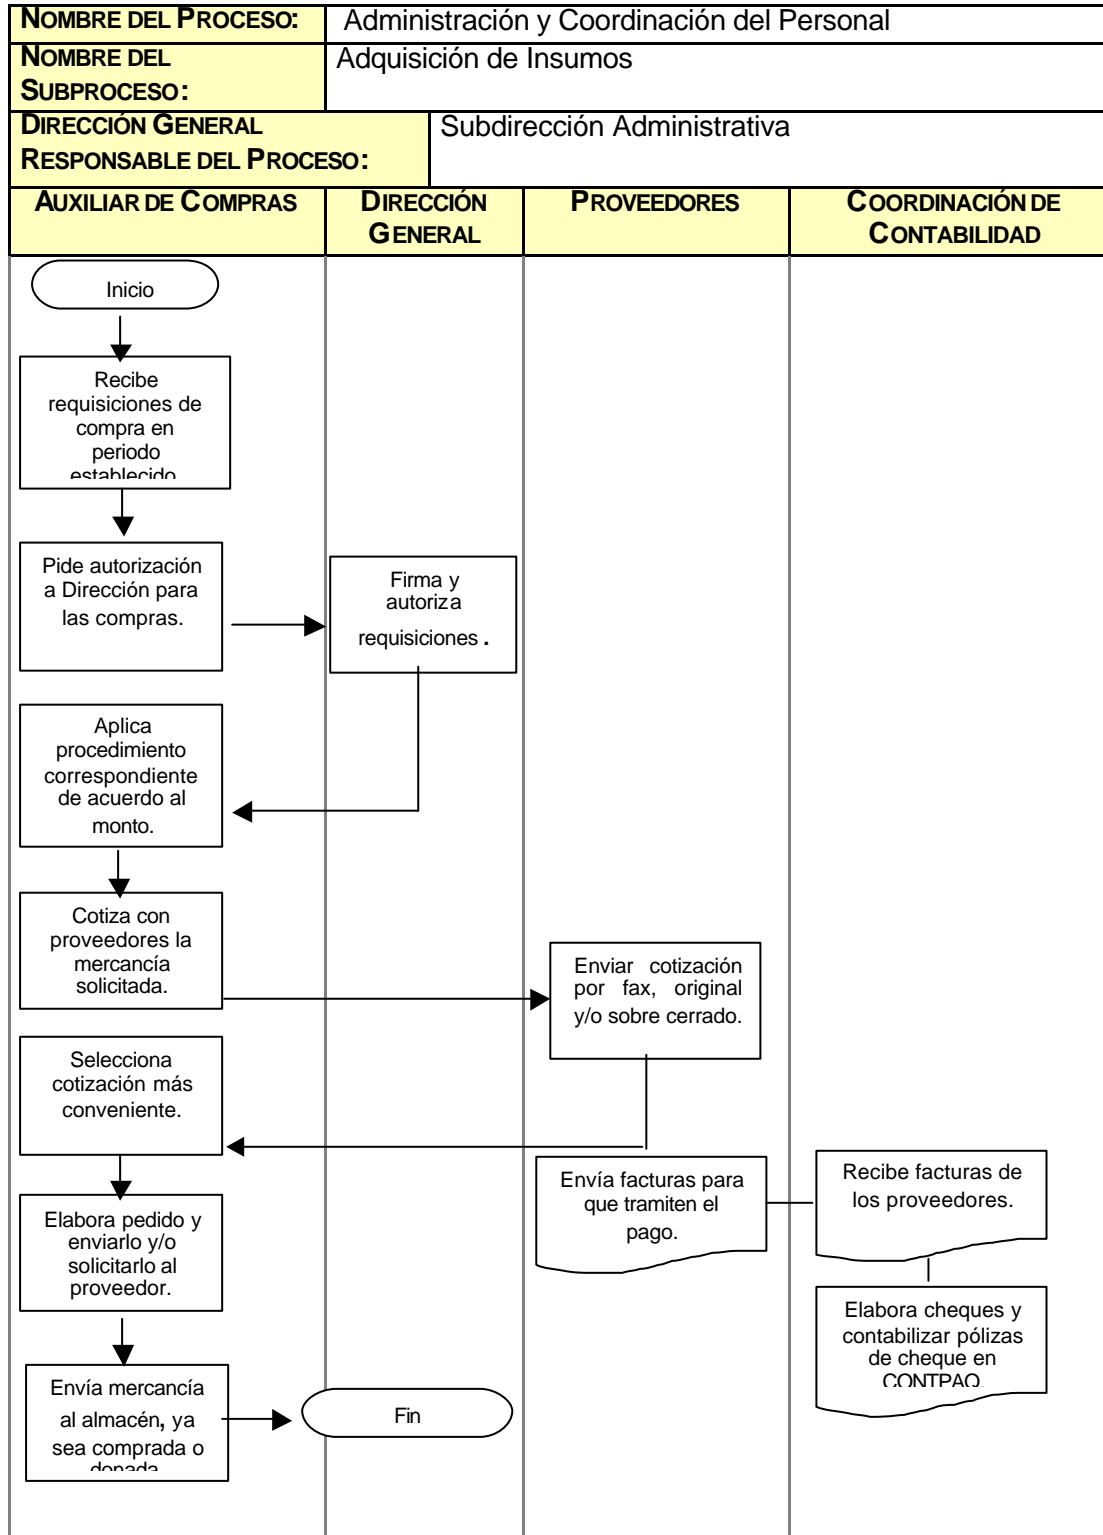 NOMBRE DEL PROCESO: Administración y Coordinación del Personal
NOMBRE DEL
SUBPROCESO:
Adquisición de Insumos
DIRECCIÓN GENERAL
RESPONSABLE DEL PROCESO:
Subdirección Administrativa
AUXILIAR DE COMPRAS
DIRECCIÓN
GENERAL
PROVEEDORES
COORDINACIÓN DE
CONTABILIDAD
Inicio
Recibe
requisiciones de
compra en
periodo
establecido
Pide autorización
a Dirección para
las compras.
Firma y
autoriza
requisiciones.
Aplica
procedimiento
correspondiente
de acuerdo al
monto.
Cotiza con
proveedores la
mercancía
solicitada.
Enviar cotización
por fax, original
y/o sobre cerrado.
Selecciona
cotización más
conveniente.
Envía facturas para
que tramiten el
pago.
Recibe facturas de
los proveedores.
Elabora pedido y
enviarlo y/o
solicitarlo al
proveedor.
Elabora cheques y
contabilizar pólizas
de cheque en
CONTPAQ.
Envía mercancía
al almacén, ya
sea comprada o
donada
Fin